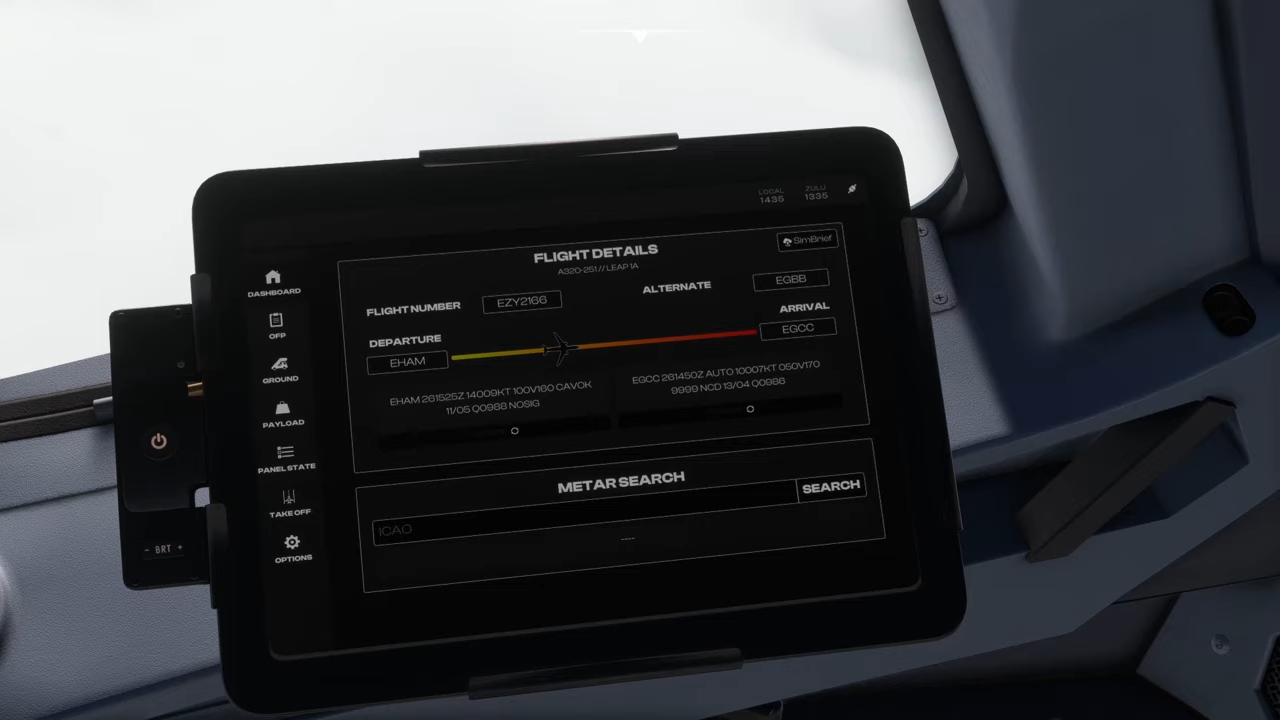 LOCAL
1435
ZULU
1335
FLIGHT DETAILS
A320-251 // LEAP 1A
SimBrief
FLIGHT NUMBER
EZY2166
ALTERNATE
EGBB
DEPARTURE
EHAM
ARRIVAL
EGCC
EHAM 261525Z 14009KT 100V160 CAVOK
11/05 Q0988 NOSIG
EGCC 261450Z AUTO 10007KT 050V170
9999 NCD 13/04 Q0986
METAR SEARCH
ICAO
SEARCH
----
DASHBOARD
OFP
GROUND
PAYLOAD
PANEL STATE
TAKE OFF
OPTIONS
- BRT +